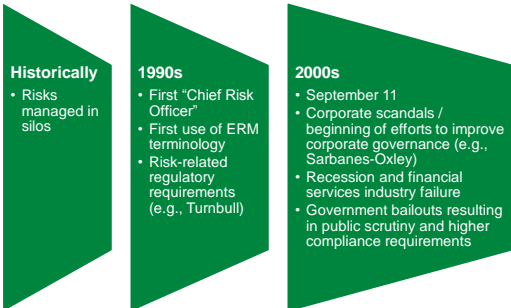 Historically
• Risks
managed in
silos
1990s
• First “Chief Risk
Officer”
• First use of ERM
terminology
• Risk-related
regulatory
requirements
(e.g., Turnbull)
2000s
• September 11
• Corporate scandals /
beginning of efforts to improve
corporate governance (e.g.,
Sarbanes-Oxley)
• Recession and financial
services industry failure
• Government bailouts resulting
in public scrutiny and higher
compliance requirements